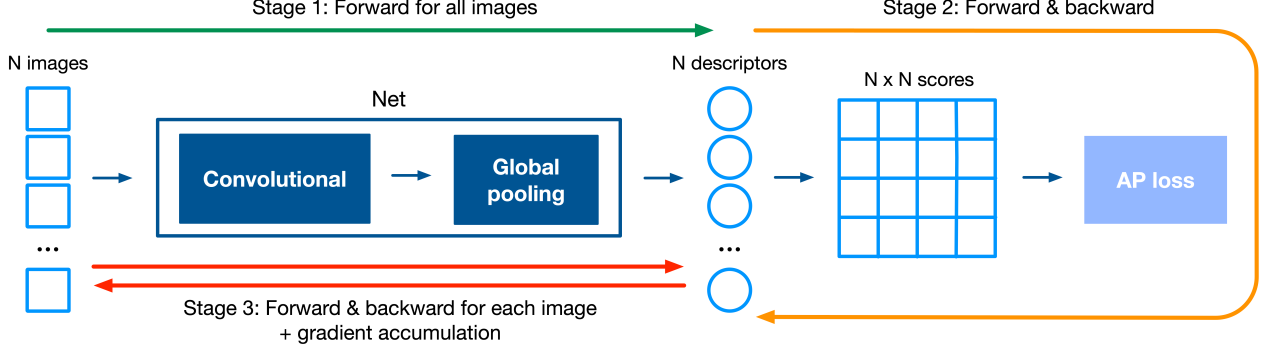 Stage 1: Forward for all images
Stage 2: Forward & backward
N images
Net
Convolutional
Global
pooling
N descriptors
N x N scores
AP loss
...
...
Stage 3: Forward & backward for each image
+ gradient accumulation